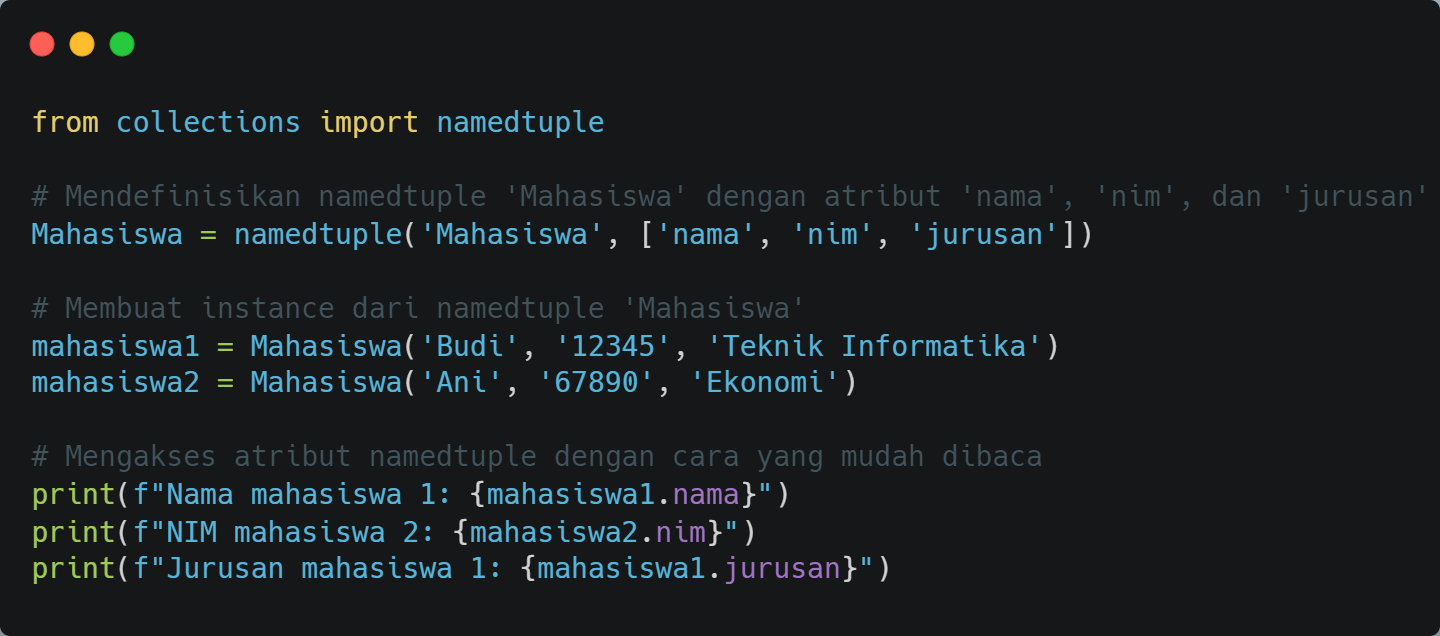 from collections import namedtuple
# Mendefinisikan namedtuple 'Mahasiswa' dengan atribut 'nama', 'nim', dan 'jurusan'
Mahasiswa = namedtuple('Mahasiswa', ['nama', 'nim', 'jurusan'])
# Membuat instance dari namedtuple 'Mahasiswa'
mahasiswa1 = Mahasiswa('Budi', '12345', 'Teknik Informatika')
mahasiswa2 = Mahasiswa('Ani', '67890', 'Ekonomi')
# Mengakses atribut namedtuple dengan cara yang mudah dibaca
print(f"Nama mahasiswa 1: {mahasiswa1.nama}")
print(f"NIM mahasiswa 2: {mahasiswa2.nim}")
print(f"Jurusan mahasiswa 1: {mahasiswa1.jurusan}")